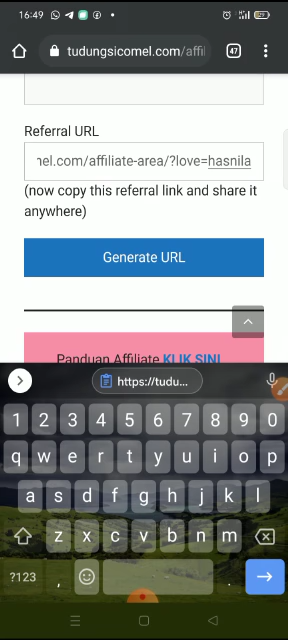 16:49
tudungsicomel.com/affil
47
Referral URL
nel.com/affiliate-area/?love=hasnila
(now copy this referral link and share it
anywhere)
Generate URL
Panduan Affiliate KLIK SINI
https://tudu...
1 2 3 4 5 6 7 8 9 0
q w e r t y u i o p
a s d f g h j k l
z x c v b n m
?123 , .